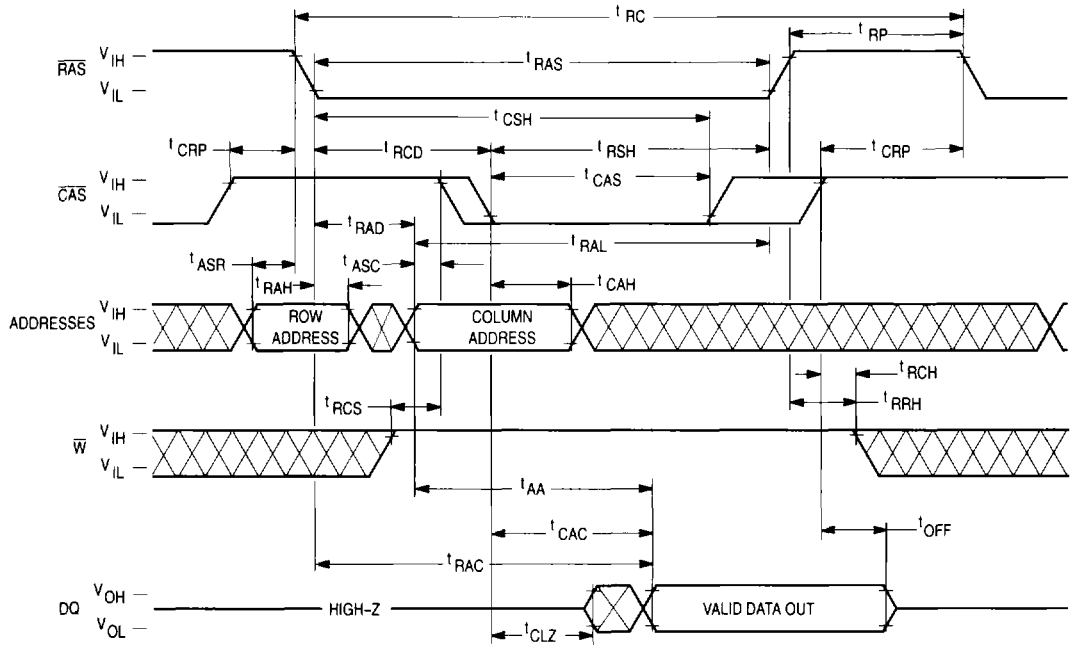 t RC
t RP
RAS
V IH
V IL
t RAS
t CSH
t CRP
t RCD
t RSH
t CRP
CAS
V IH
V IL
t CAS
t RAD
t RAL
t ASR
t ASC
t RAH
t CAH
ADDRESSES
V IH
V IL
ROW
ADDRESS
COLUMN
ADDRESS
t RCH
t RRH
t RCS
W
V IH
V IL
t AA
t CAC
t OFF
t RAC
DQ
V OH
V OL
HIGH-Z
VALID DATA OUT
t CLZ